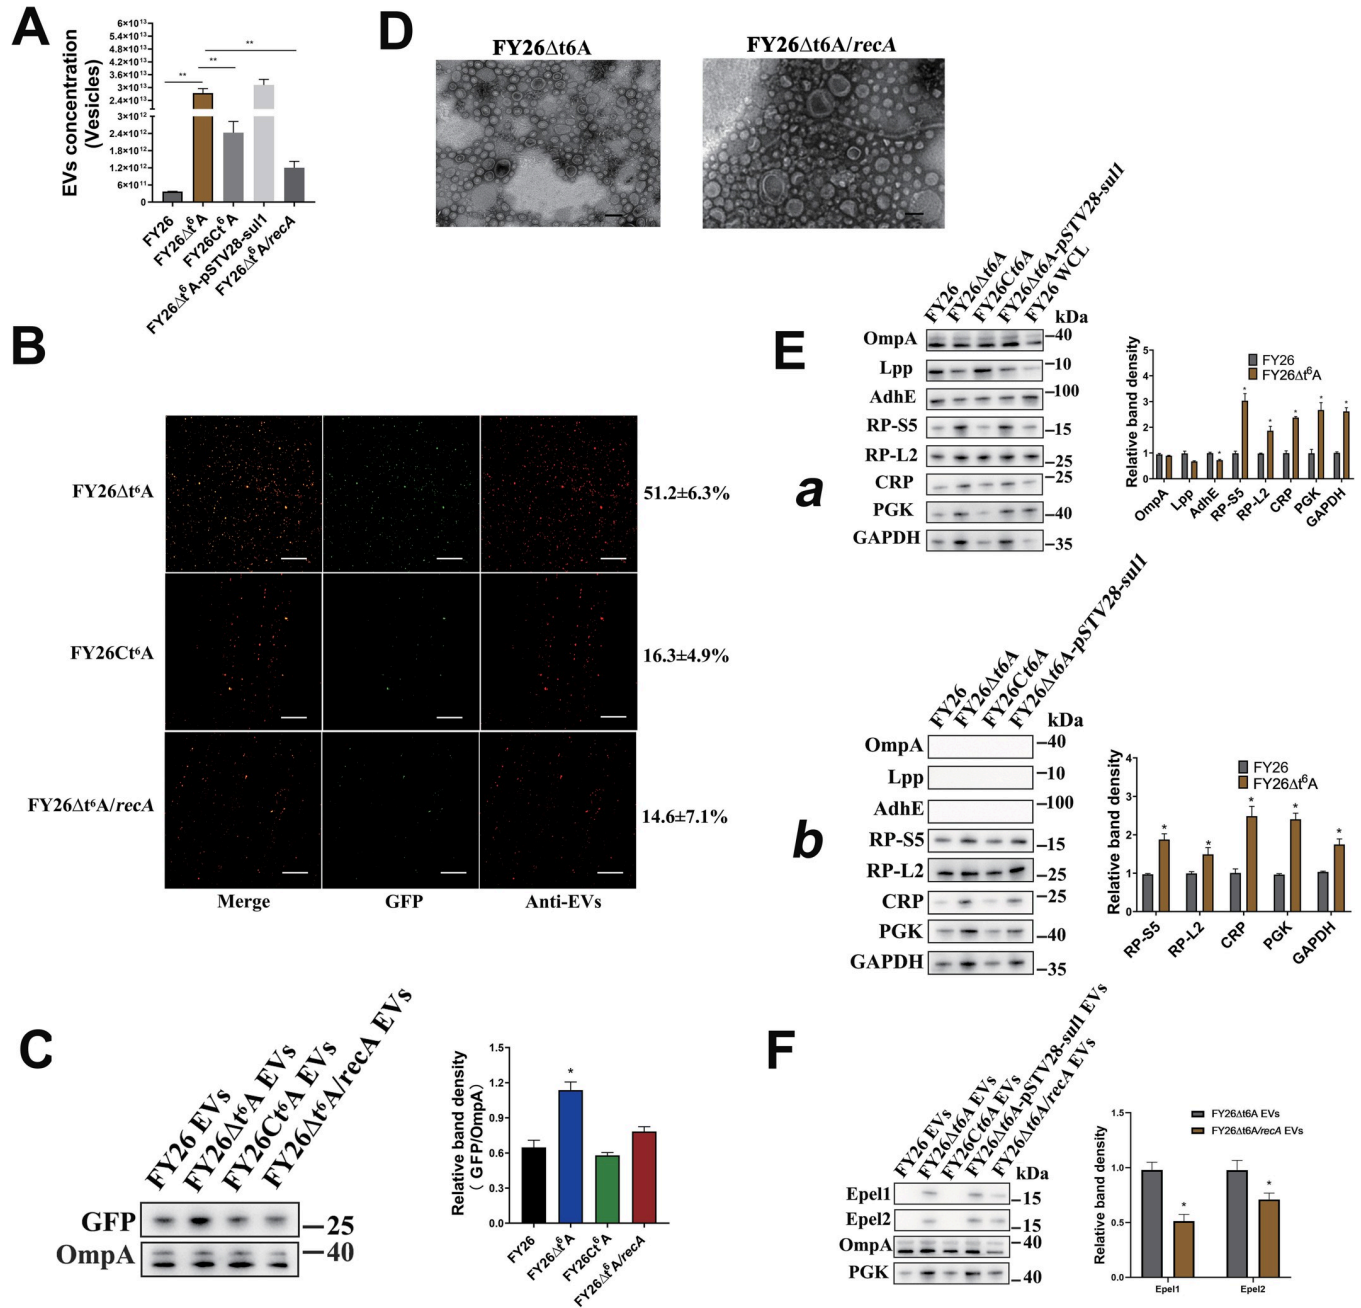 A
EVs concentration
(Vesicles)
6×10¹³
5.4×10¹³
4.8×10¹³
4.2×10¹³
3.6×10¹³
3×10¹³
2.4×10¹³
3×10¹²
2.4×10¹²
1.8×10¹²
1.2×10¹²
6×10¹¹
0
**
**
**
FY26
FY26Δt⁶A
FY26Ct⁶A
FY26Δt⁶A-pSTV28-sul1
FY26Δt⁶A/recA
D
FY26Δt6A
FY26Δt6A/recA
B
FY26Δt⁶A
51.2±6.3%
FY26Ct⁶A
16.3±4.9%
FY26Δt⁶A/recA
14.6±7.1%
Merge
GFP
Anti-EVs
E
a
FY26
FY26Δt6A
FY26Ct6A
FY26Δt6A-pSTV28-sul1
FY26 WCL
kDa
OmpA
–40
Lpp
–10
AdhE
–100
RP-S5
–15
RP-L2
–25
CRP
–25
PGK
–40
GAPDH
–35
Relative band density
5
4
3
2
1
0
FY26
FY26Δt⁶A
*
*
*
*
*
*
OmpA
Lpp
AdhE
RP-S5
RP-L2
CRP
PGK
GAPDH
b
FY26
FY26Δt6A
FY26Ct6A
FY26Δt6A-pSTV28-sul1
kDa
OmpA
–40
Lpp
–10
AdhE
–100
RP-S5
–15
RP-L2
–25
CRP
–25
PGK
–40
GAPDH
–35
Relative band density
4
3
2
1
0
FY26
FY26Δt⁶A
*
*
*
*
*
RP-S5
RP-L2
CRP
PGK
GAPDH
C
FY26 EVs
FY26Δt⁶A EVs
FY26Ct⁶A EVs
FY26Δt⁶A/recA EVs
GFP
–25
OmpA
–40
Relative band density
( GFP/OmpA)
1.5
1.2
0.9
0.6
0.3
0.0
*
FY26
FY26Δt⁶A
FY26Ct⁶A
FY26Δt⁶A/recA
F
FY26 EVs
FY26Δt6A EVs
FY26Ct6A EVs
FY26Δt6A-pSTV28-sul1 EVs
FY26Δt6A/recA EVs
kDa
Epel1
–15
Epel2
–15
OmpA
–40
PGK
–40
Relative band density
1.5
1.0
0.5
0.0
FY26Δt6A EVs
FY26Δt6A/recA EVs
*
*
Epel1
Epel2